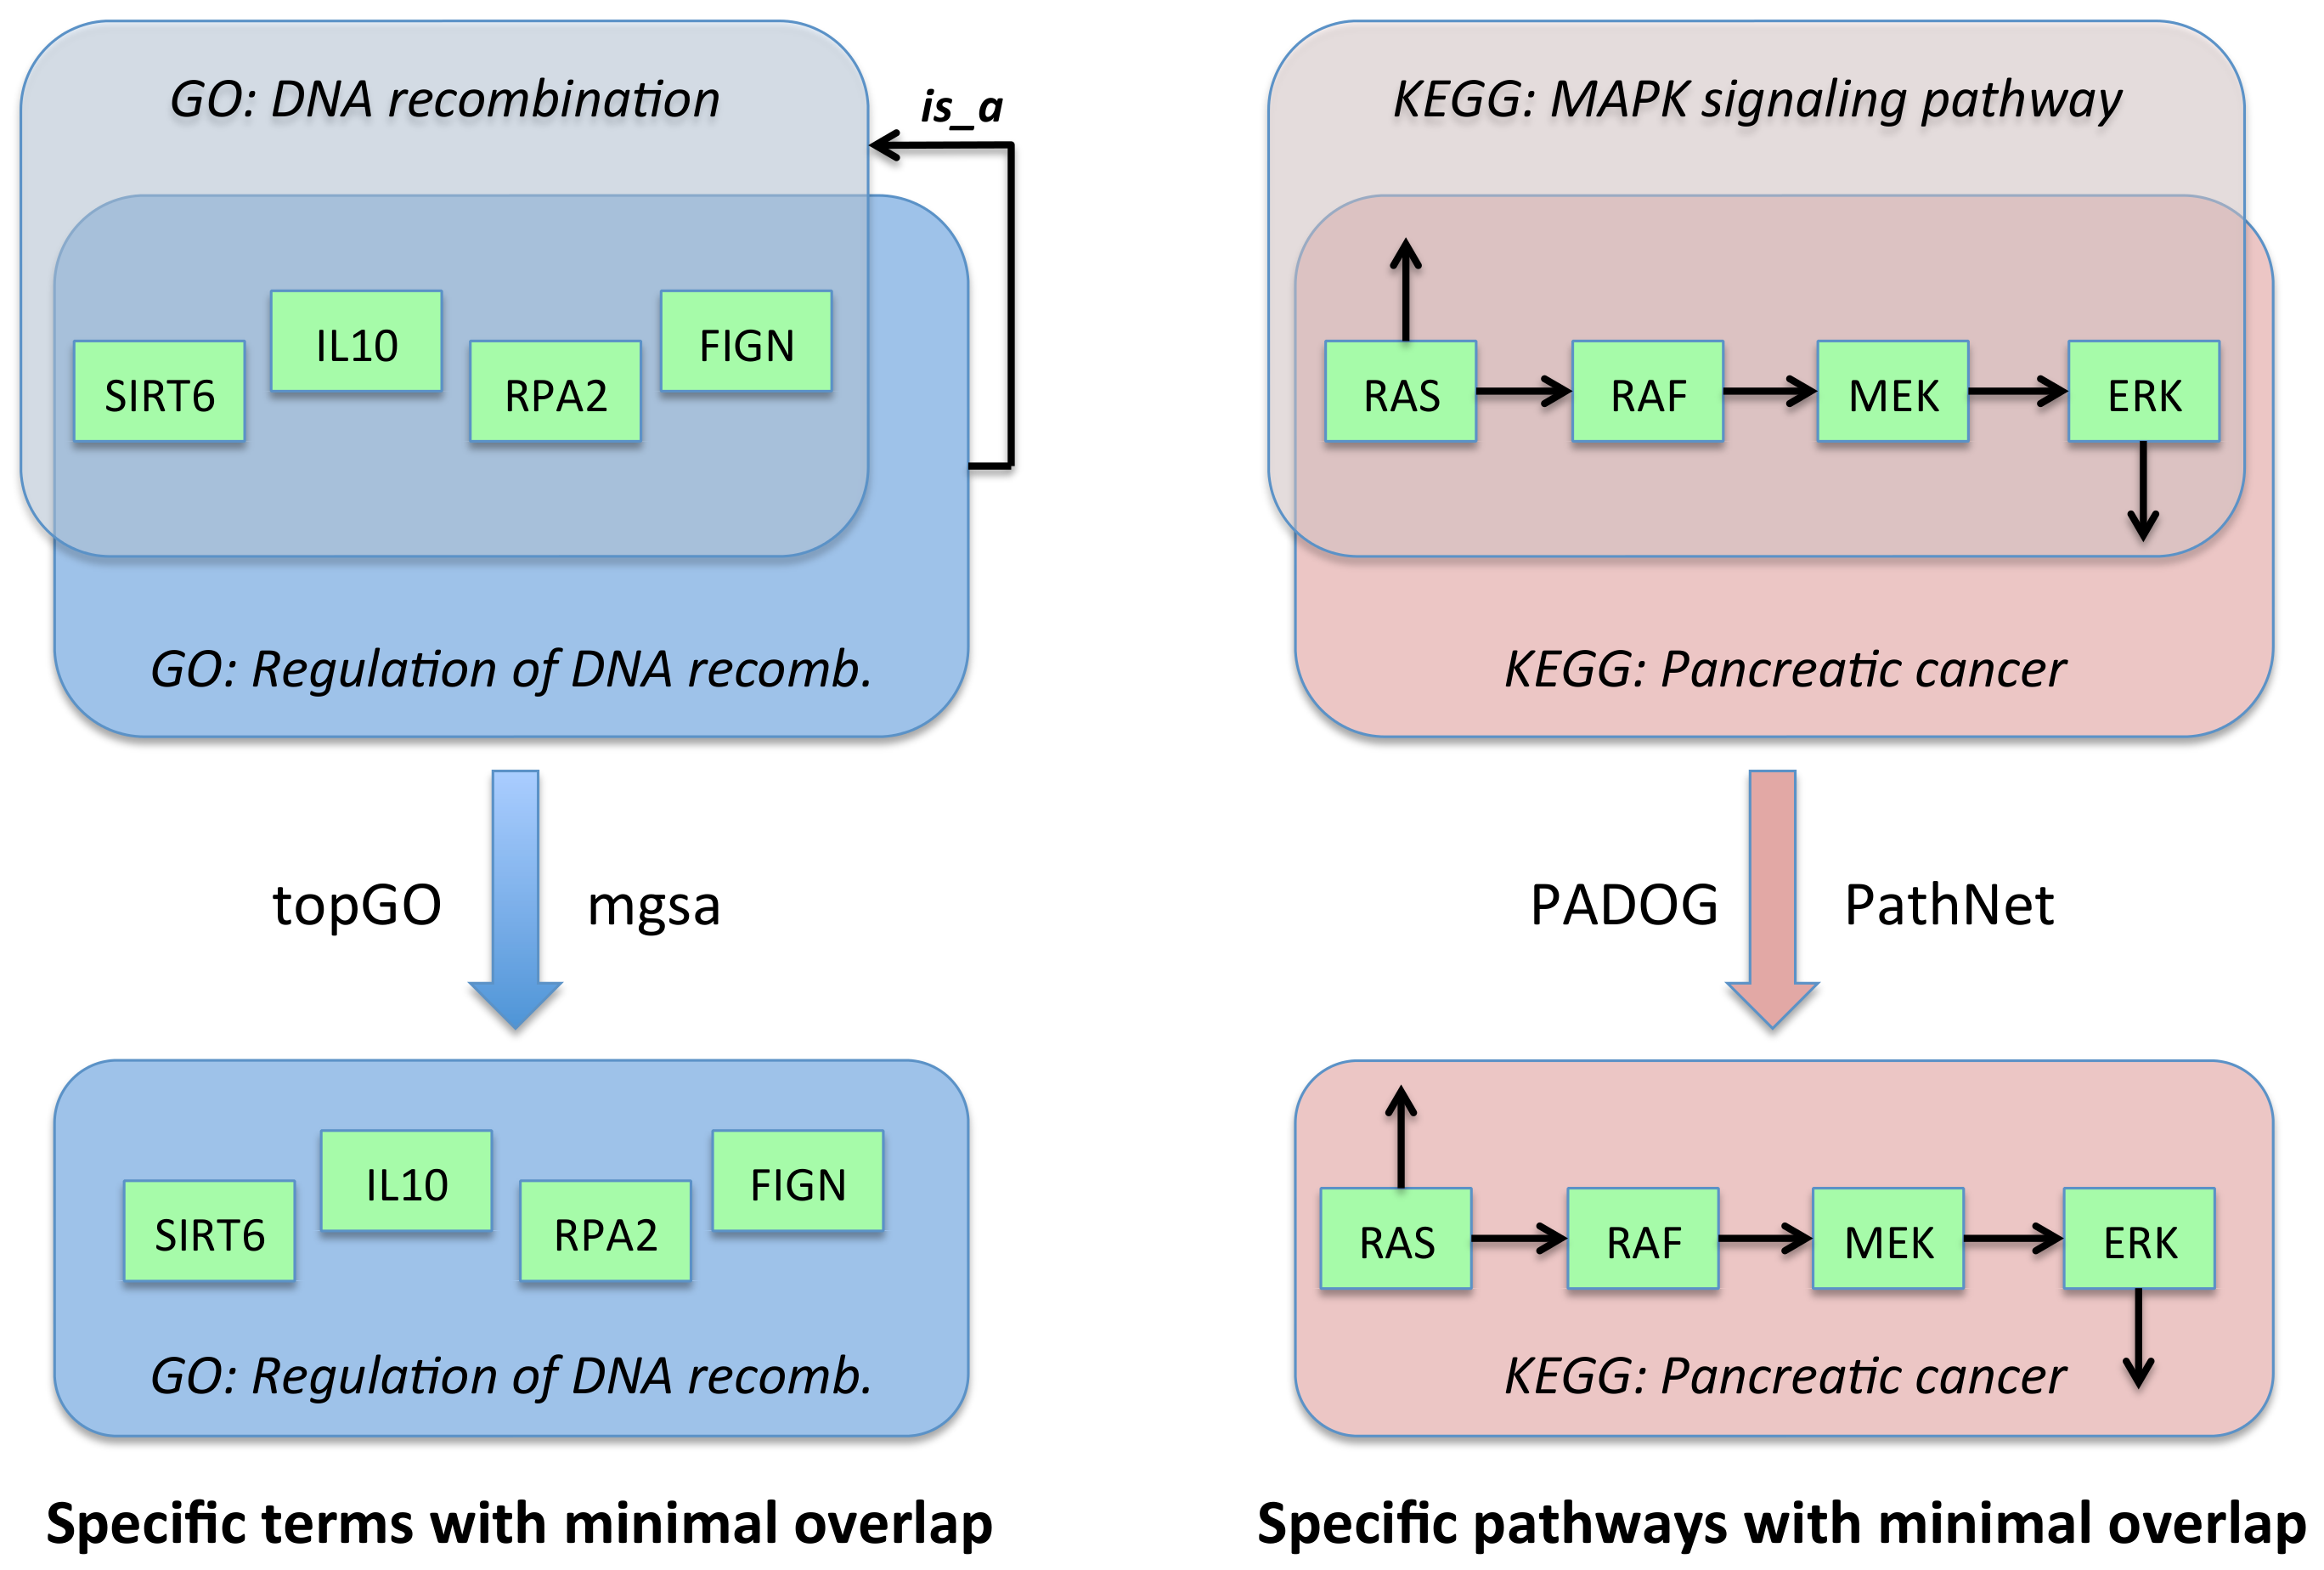 GO: DNA recombination
is_a
SIRT6
IL10
RPA2
FIGN
GO: Regulation of DNA recomb.
topGO
mgsa
SIRT6
IL10
RPA2
FIGN
GO: Regulation of DNA recomb.
Specific terms with minimal overlap
KEGG: MAPK signaling pathway
RAS
RAF
MEK
ERK
KEGG: Pancreatic cancer
PADOG
PathNet
RAS
RAF
MEK
ERK
KEGG: Pancreatic cancer
Specific pathways with minimal overlap